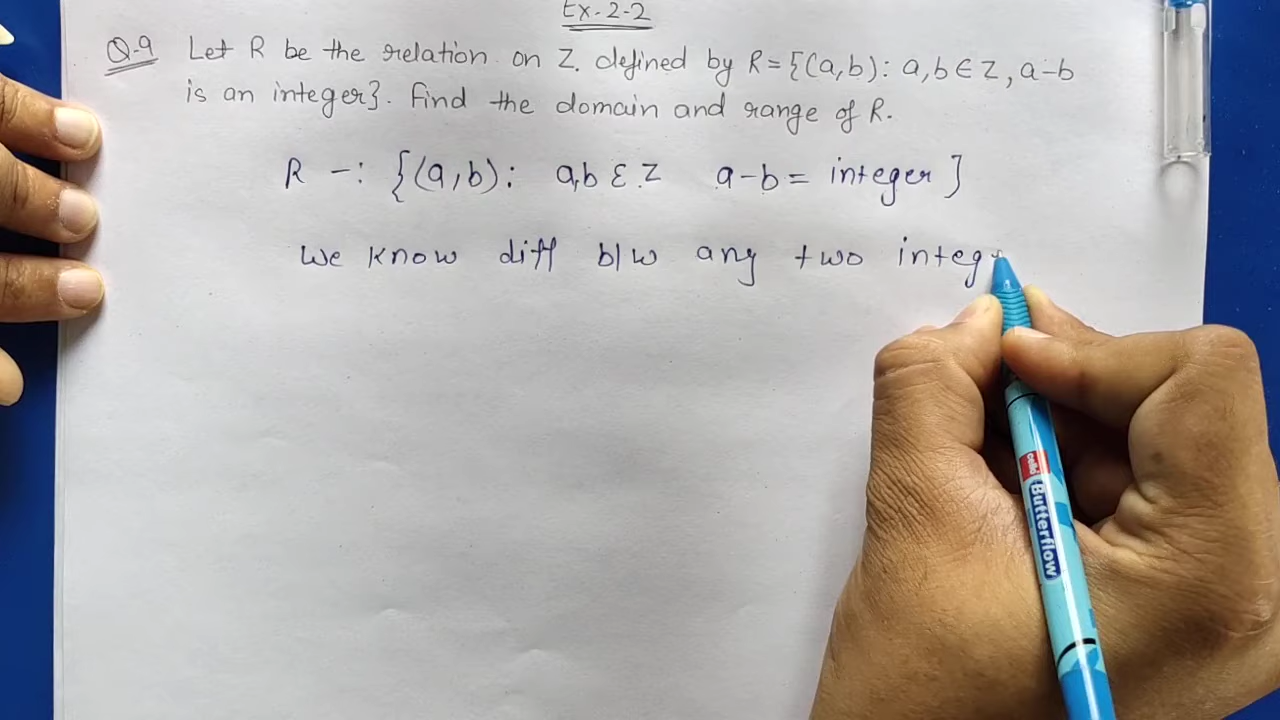 Ex-2-2
Q-9 Let R be the relation on Z defined by R={(a,b): a,b∈Z, a-b
is an integer}. Find the domain and range of R.
R -: {(a,b): a,b ε Z a-b= integer }
We know diff b/w any two integ
cello
Butterflow